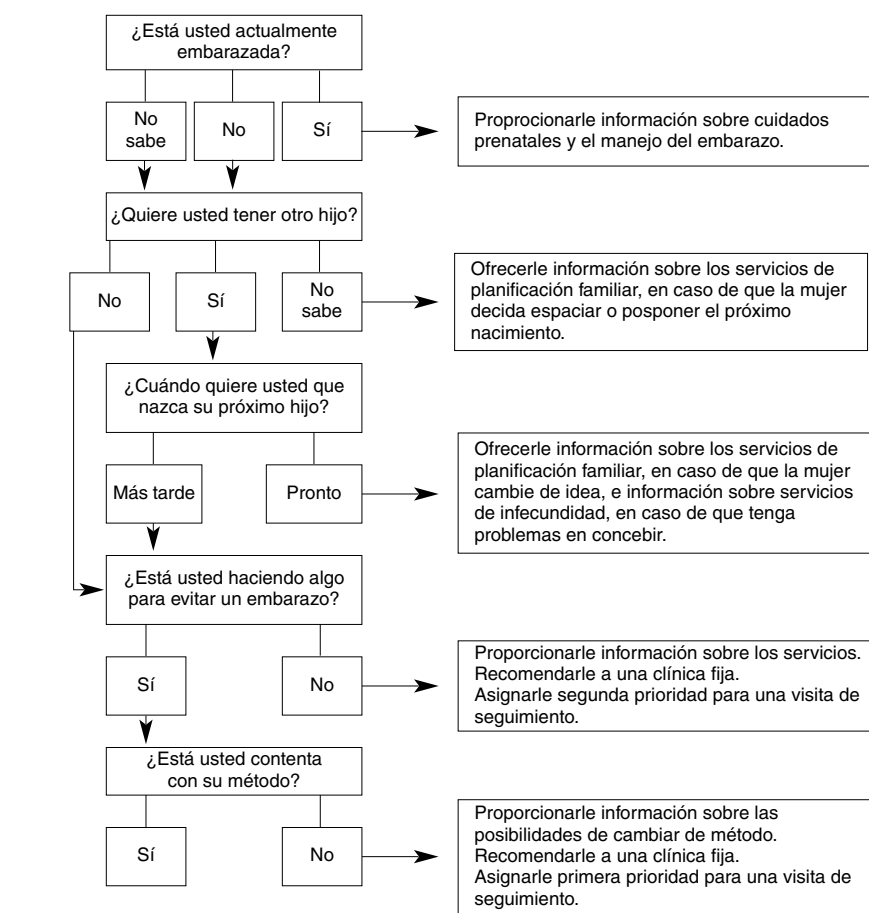 ¿Está usted actualmente
embarazada?
No
sabe
No
Sí
Proprocionarle información sobre cuidados
prenatales y el manejo del embarazo.
¿Quiere usted tener otro hijo?
No
Sí
No
sabe
Ofrecerle información sobre los servicios de
planificación familiar, en caso de que la mujer
decida espaciar o posponer el próximo
nacimiento.
¿Cuándo quiere usted que
nazca su próximo hijo?
Más tarde
Pronto
Ofrecerle información sobre los servicios de
planificación familiar, en caso de que la mujer
cambie de idea, e información sobre servicios
de infecundidad, en caso de que tenga
problemas en concebir.
¿Está usted haciendo algo
para evitar un embarazo?
Sí
No
Proporcionarle información sobre los servicios.
Recomendarle a una clínica fija.
Asignarle segunda prioridad para una visita de
seguimiento.
¿Está usted contenta
con su método?
Sí
No
Proporcionarle información sobre las
posibilidades de cambiar de método.
Recomendarle a una clínica fija.
Asignarle primera prioridad para una visita de
seguimiento.